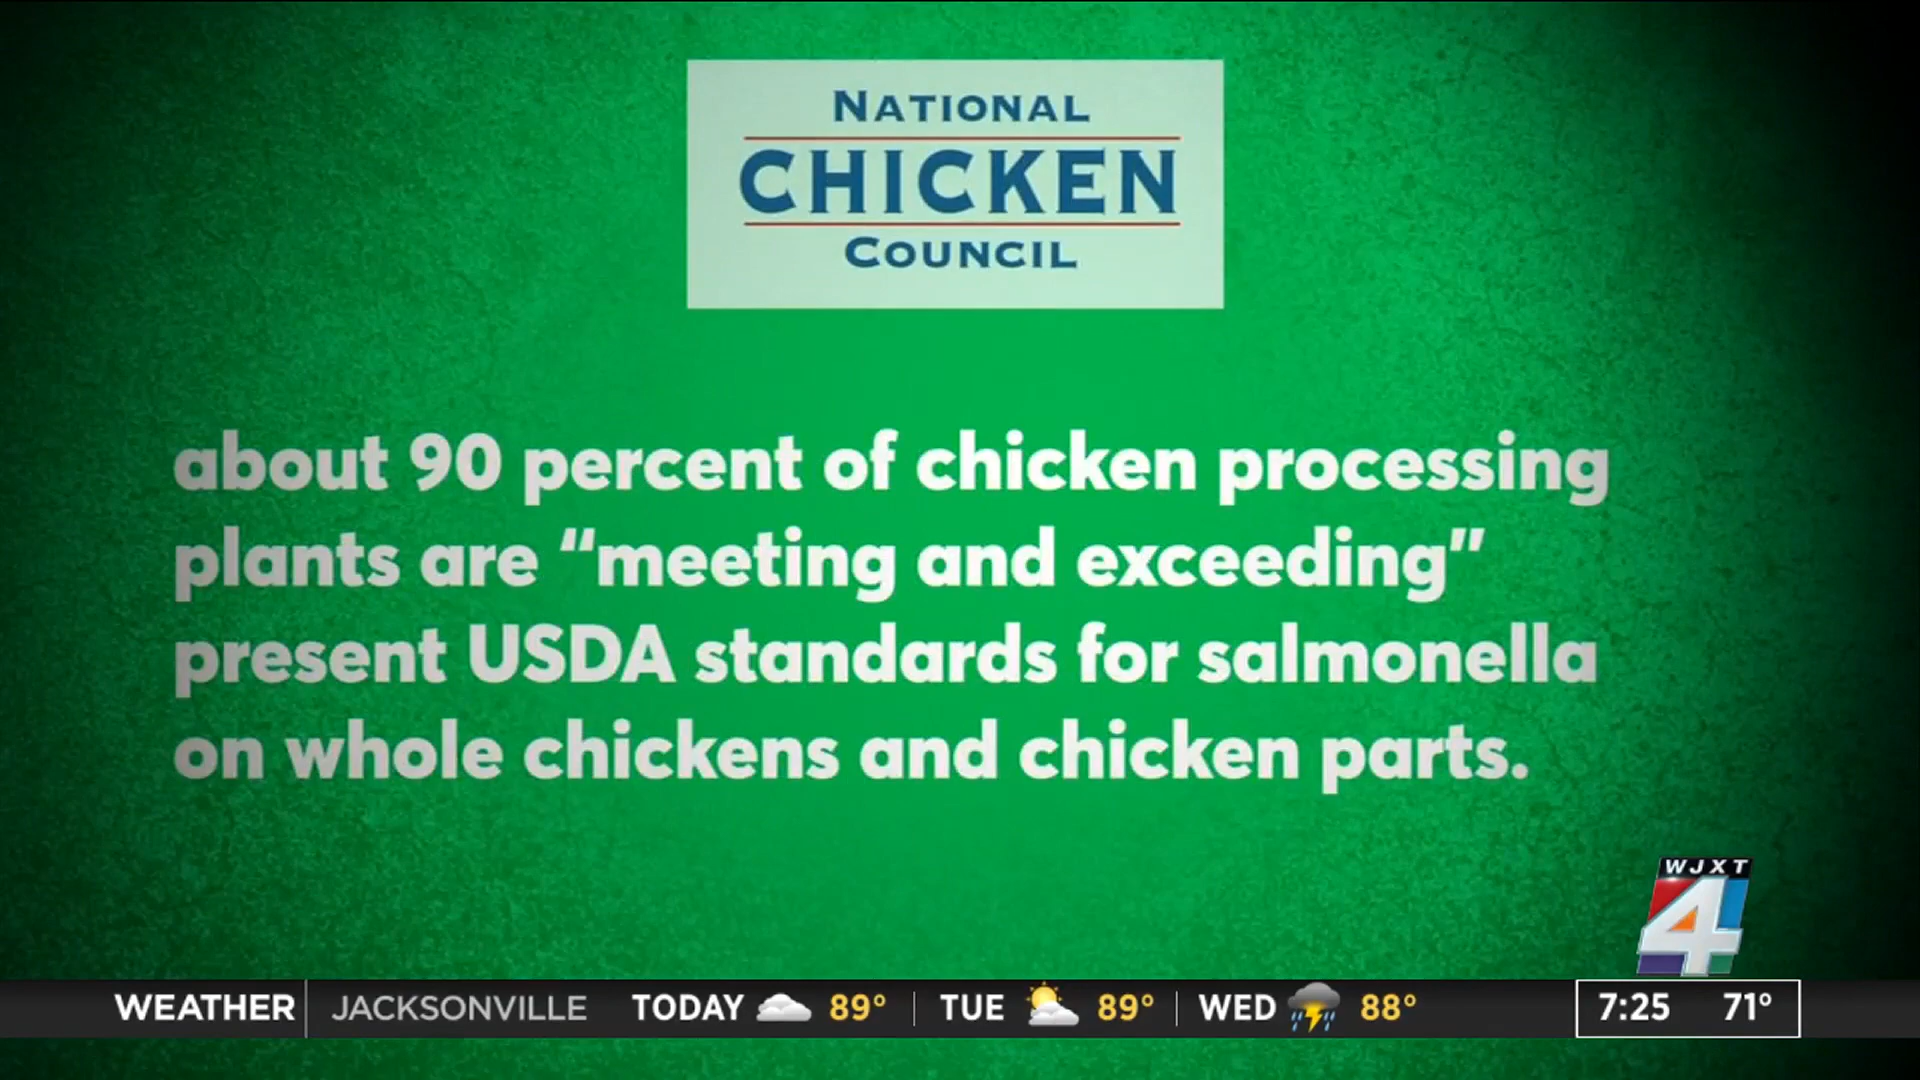 NATIONAL
CHICKEN
COUNCIL
about 90 percent of chicken processing
plants are “meeting and exceeding”
present USDA standards for salmonella
on whole chickens and chicken parts.
WJXT
4
WEATHER JACKSONVILLE TODAY 89° TUE 89° WED 88° 7:25 71°